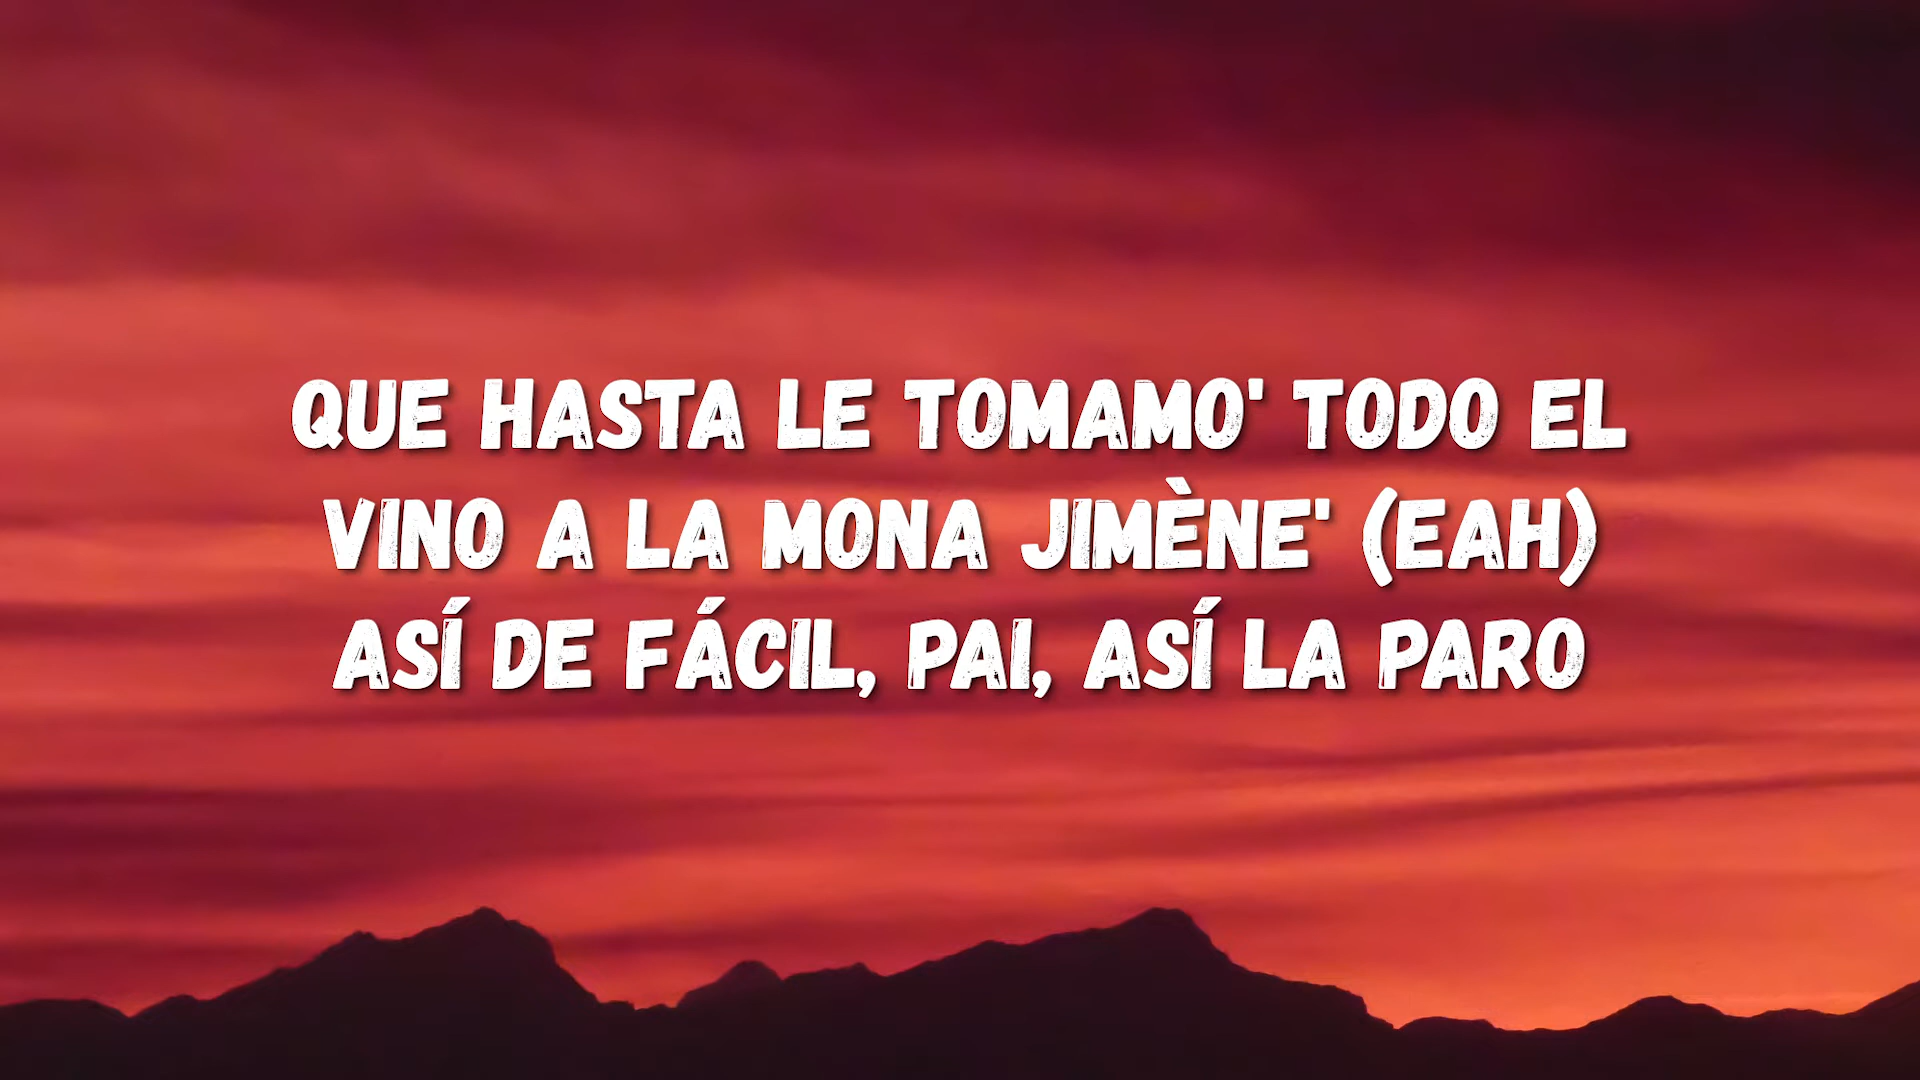 QUE HASTA LE TOMAMO' TODO EL
VINO A LA MONA JIMÈNE' (EAH)
ASÍ DE FÁCIL, PAI, ASÍ LA PARO